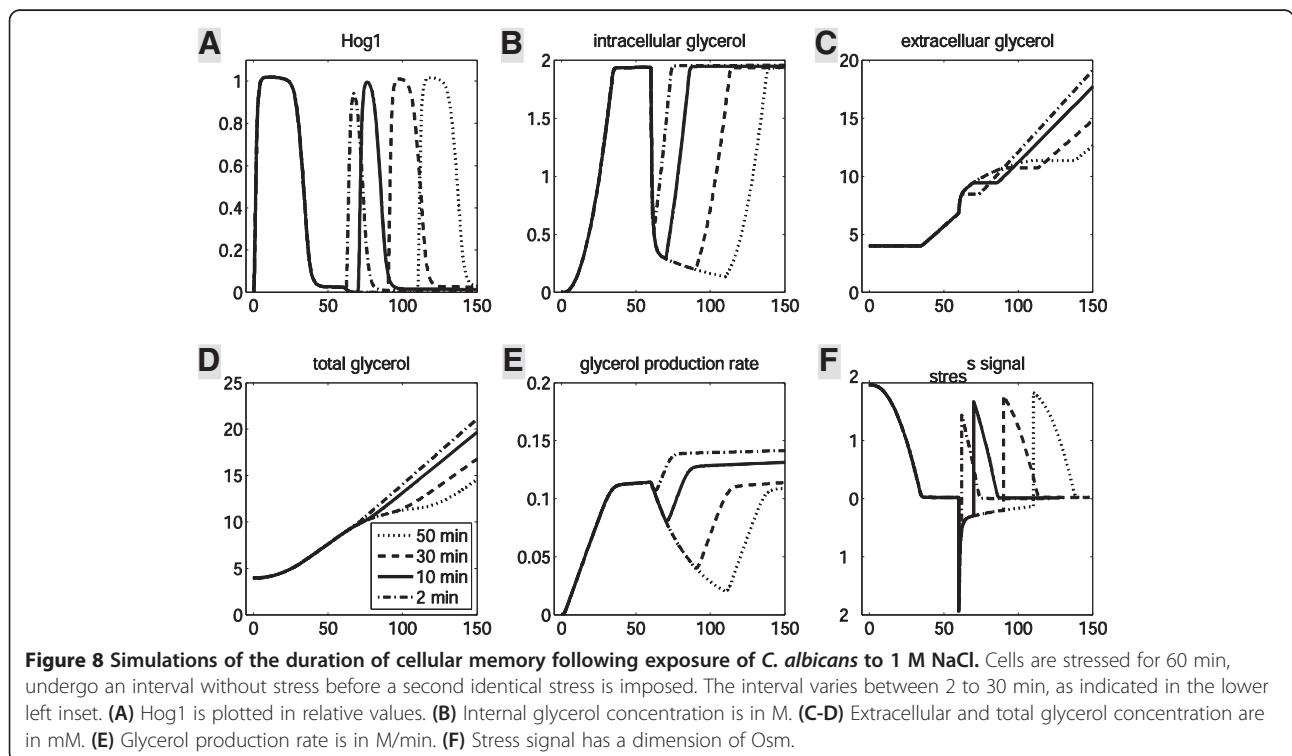 A
Hog1
1
0.8
0.6
0.4
0.2
0
0 50 100 150
B
intracellular glycerol
2
1.5
1
0.5
0
0 50 100 150
C
extracelluar glycerol
20
15
10
5
0
0 50 100 150
D
total glycerol
25
20
15
10
5
0
0 50 100 150
50 min
30 min
10 min
2 min
E
glycerol production rate
0.2
0.15
0.1
0.05
0
0 50 100 150
F
stres
s signal
2
1
0
1
2
0 50 100 150
Figure 8 Simulations of the duration of cellular memory following exposure of C. albicans to 1 M NaCl. Cells are stressed for 60 min,
undergo an interval without stress before a second identical stress is imposed. The interval varies between 2 to 30 min, as indicated in the lower
left inset. (A) Hog1 is plotted in relative values. (B) Internal glycerol concentration is in M. (C-D) Extracellular and total glycerol concentration are
in mM. (E) Glycerol production rate is in M/min. (F) Stress signal has a dimension of Osm.